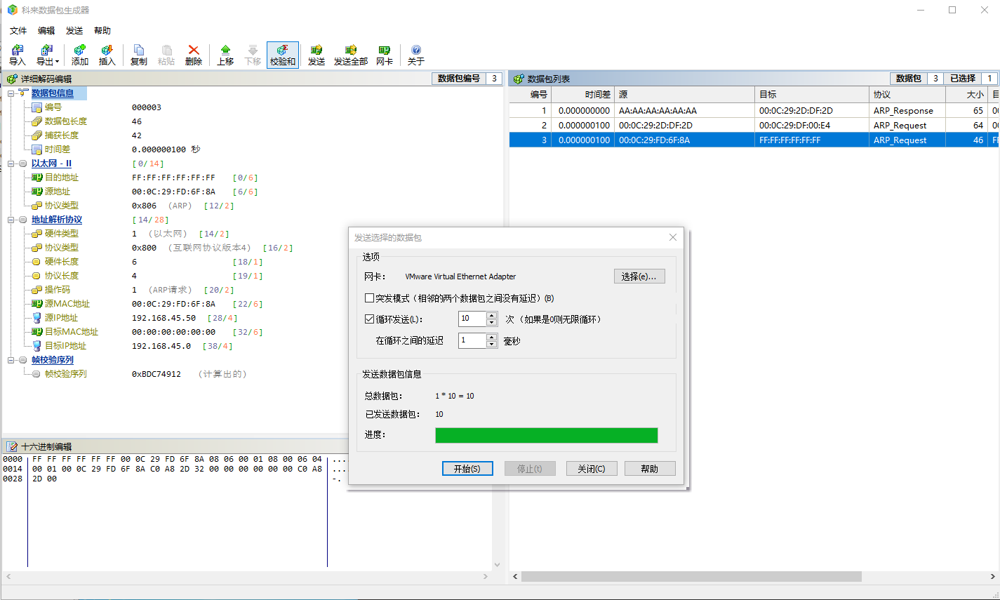 科来数据包生成器
文件 编辑 发送 帮助
导入 导出 添加 插入 复制 粘贴 删除 上移 下移 校验和 发送 发送全部 网卡 关于
详细解码编辑 数据包编号 3
数据包信息
编号 000003
数据包长度 46
捕获长度 42
时间差 0.000000100 秒
以太网 - II [0/14]
目的地址 FF:FF:FF:FF:FF:FF [0/6]
源地址 00:0C:29:FD:6F:8A [6/6]
协议类型 0x806 (ARP) [12/2]
地址解析协议 [14/28]
硬件类型 1 (以太网) [14/2]
协议类型 0x800 (互联网协议版本4) [16/2]
硬件长度 6 [18/1]
协议长度 4 [19/1]
操作码 1 (ARP请求) [20/2]
源MAC地址 00:0C:29:FD:6F:8A [22/6]
源IP地址 192.168.45.50 [28/4]
目标MAC地址 00:00:00:00:00:00 [32/6]
目标IP地址 192.168.45.0 [38/4]
帧校验序列
帧校验序列 0xBDC74912 (计算出的)
十六进制编辑
0000 FF FF FF FF FF FF 00 0C 29 FD 6F 8A 08 06 00 01 08 00 06 04 ....
0014 00 01 00 0C 29 FD 6F 8A C0 A8 2D 32 00 00 00 00 00 00 C0 A8 ....
0028 2D 00 -.
数据包列表 数据包 3 已选择 1
编号 时间差 源 目标 协议 大小
1 0.000000000 AA:AA:AA:AA:AA:AA 00:0C:29:2D:DF:2D ARP_Response 65
2 0.000000100 00:0C:29:2D:DF:2D 00:0C:29:DF:00:E4 ARP_Request 64
3 0.000000100 00:0C:29:FD:6F:8A FF:FF:FF:FF:FF:FF ARP_Request 46
发送选择的数据包
选项
网卡: VMware Virtual Ethernet Adapter 选择(e)...
突发模式(相邻的两个数据包之间没有延迟)(B)
循环发送(L): 10 次 (如果是0则无限循环)
在循环之间的延迟 1 毫秒
发送数据包信息
总数据包: 1 * 10 = 10
已发送数据包: 10
进度:
开始(S) 停止(t) 关闭(C) 帮助